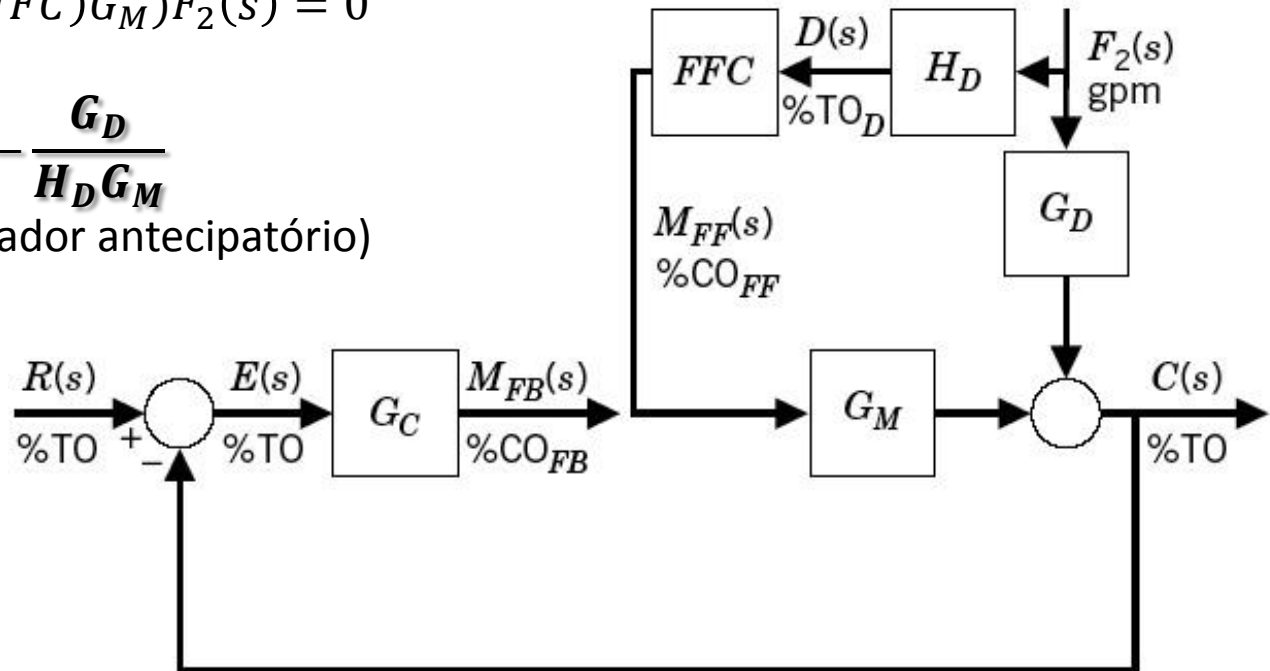 FC)G_M)F_2(s) = 0
− G_D / H_D G_M
ador antecipatório)
FFC
D(s)
%TO_D
H_D
F_2(s)
gpm
M_FF(s)
%CO_FF
G_D
R(s)
%TO
+
−
E(s)
%TO
G_C
M_FB(s)
%CO_FB
G_M
C(s)
%TO